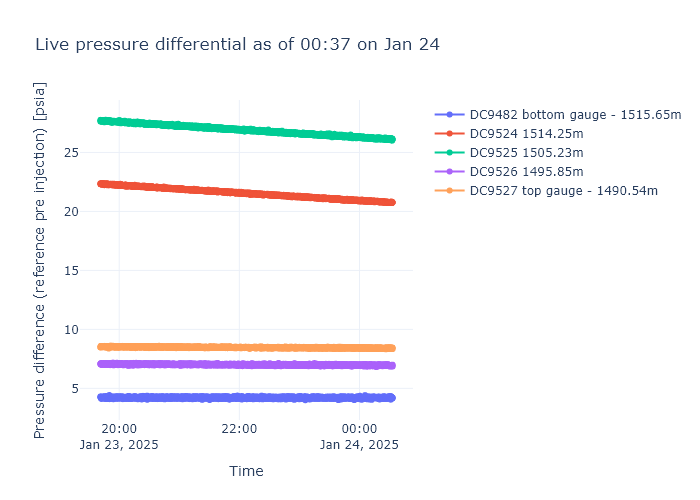 Live pressure differential as of 00:37 on Jan 24
Pressure difference (reference pre injection) [psia]
25
20
15
10
5
20:00
Jan 23, 2025
22:00
00:00
Jan 24, 2025
Time
DC9482 bottom gauge - 1515.65m
DC9524 1514.25m
DC9525 1505.23m
DC9526 1495.85m
DC9527 top gauge - 1490.54m